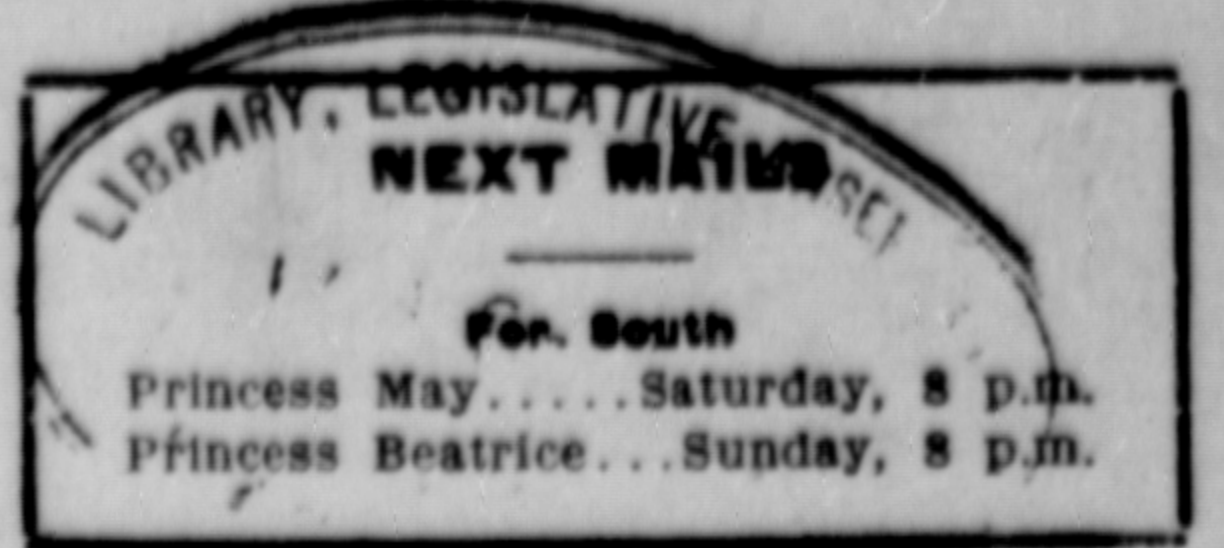 LIBRARY, LEGISLATIVE
NEXT MAILS
For South
Princess May.....Saturday, 8 p.m.
Princess Beatrice...Sunday, 8 p.m.